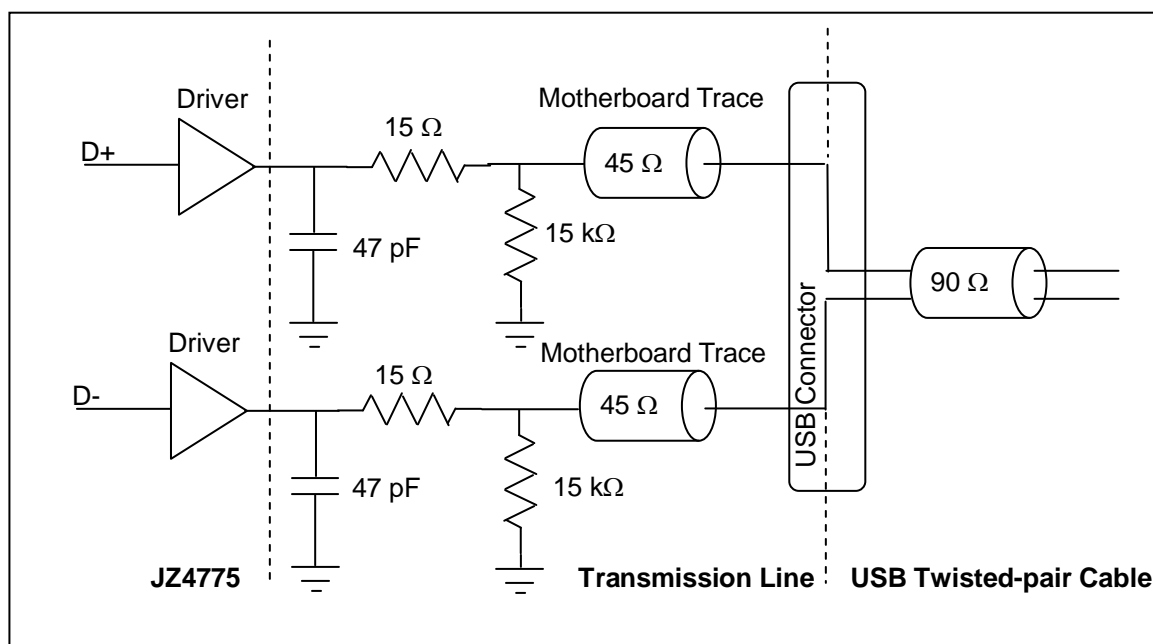 Driver
D+
15 Ω
Motherboard Trace
45 Ω
47 pF
15 kΩ
90 Ω
USB Connector
Driver
D-
15 Ω
Motherboard Trace
45 Ω
47 pF
15 kΩ
JZ4775
Transmission Line
USB Twisted-pair Cable